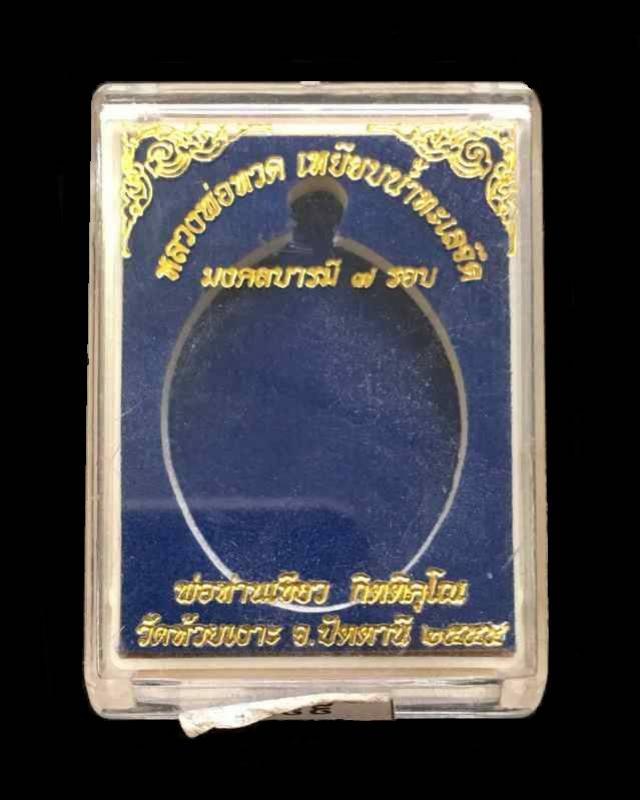 หลวงพ่อทวด เหยียบน้ำทะเลจืด
มงคลบารมี ๗ รอบ
พ่อท่านเขียว กิตติคุโณ
วัดห้วยเงาะ จ.ปัตตานี ๒๕๕๕